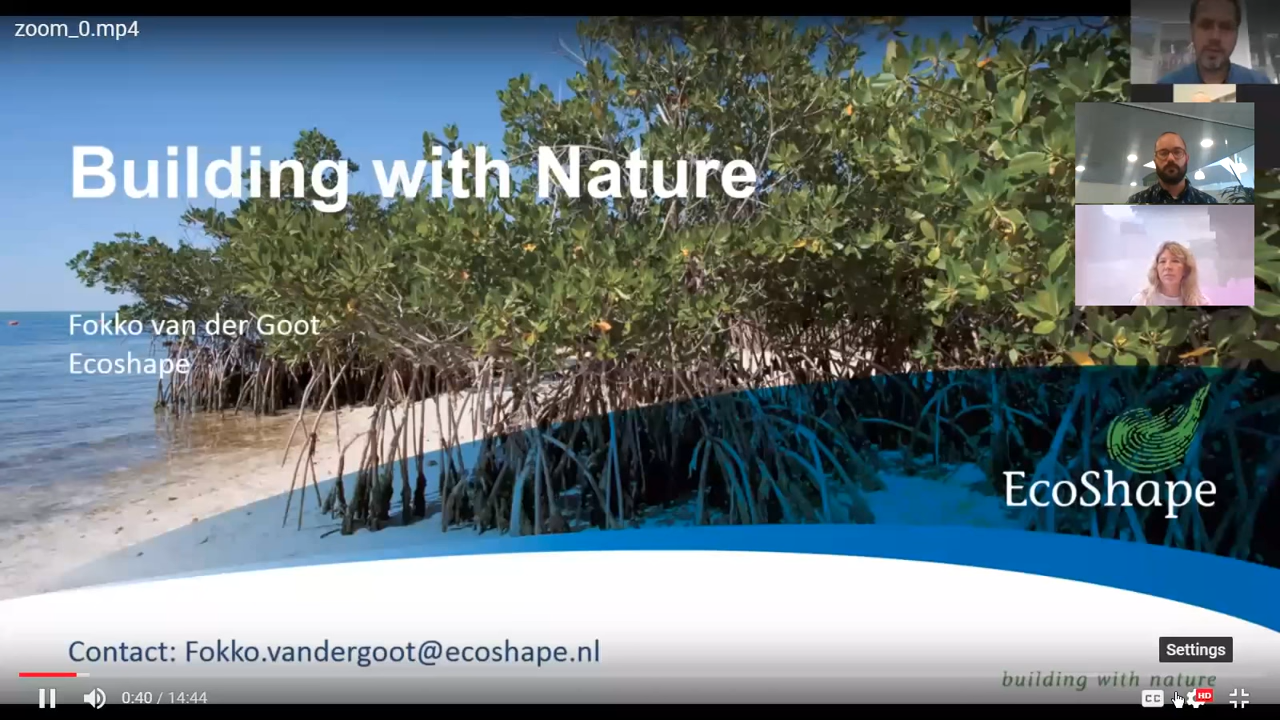 zoom_0.mp4
Building with Nature
Fokko van der Goot
Ecoshape
EcoShape
Contact: Fokko.vandergoot@ecoshape.nl
Settings
building with nature
0:40 / 14:44
CC
HD